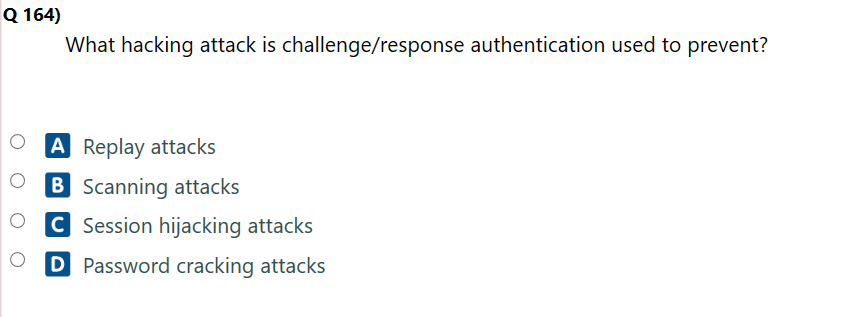 Q 164)
What hacking attack is challenge/response authentication used to prevent?
A Replay attacks
B Scanning attacks
C Session hijacking attacks
D Password cracking attacks